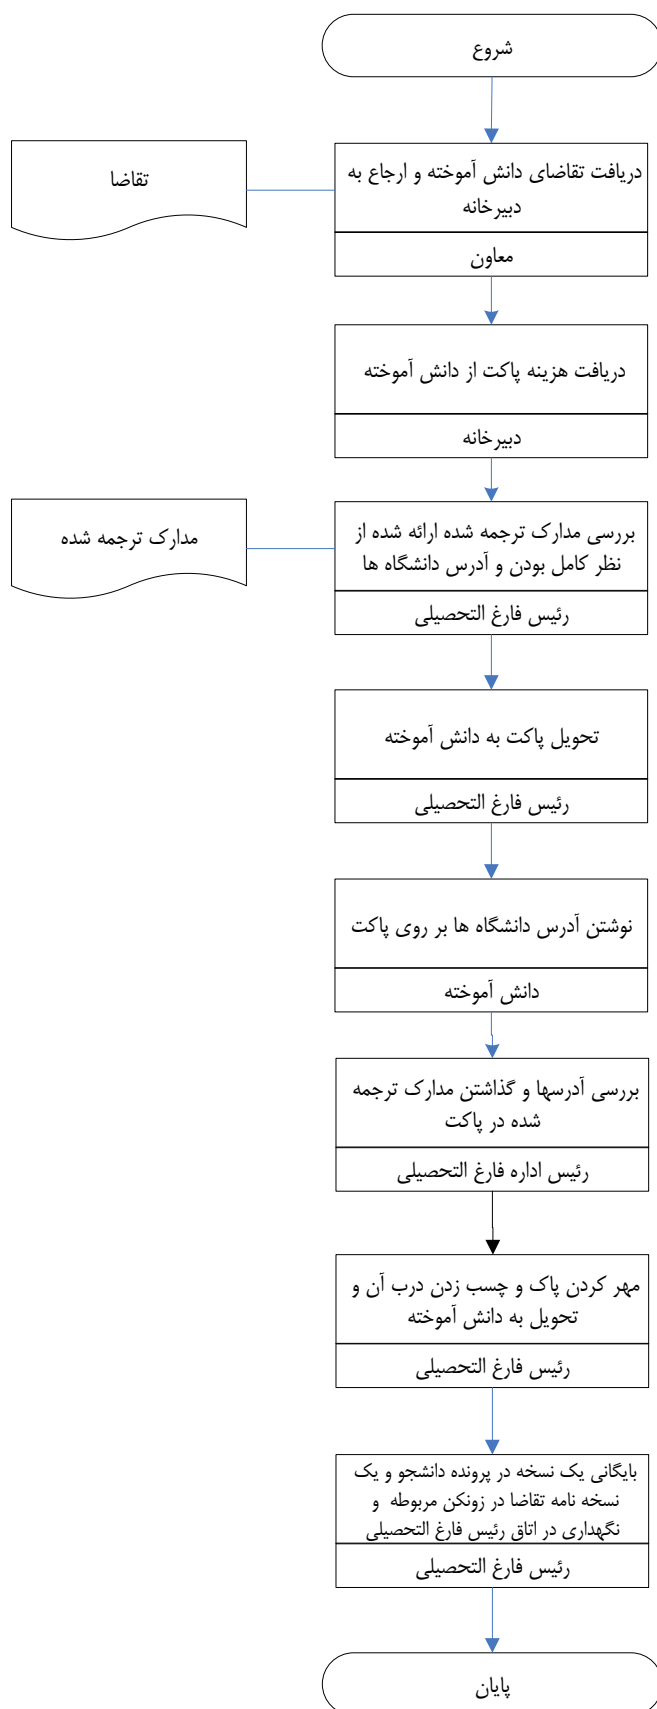 شروع
دریافت تقاضای دانش آموخته و ارجاع به
دبیرخانه
تقاضا
معاون
دریافت هزینه پاکت از دانش آموخته
دبیرخانه
بررسی مدارک ترجمه شده ارائه شده از
نظر کامل بودن و آدرس دانشگاه ها
مدارک ترجمه شده
رئیس فارغ التحصیلی
تحویل پاکت به دانش آموخته
رئیس فارغ التحصیلی
نوشتن آدرس دانشگاه ها بر روی پاکت
دانش آموخته
بررسی آدرسها و گذاشتن مدارک ترجمه
شده در پاکت
رئیس اداره فارغ التحصیلی
مهر کردن پاک و چسب زدن درب آن و
تحویل به دانش آموخته
رئیس فارغ التحصیلی
بایگانی یک نسخه در پرونده دانشجو و یک
نسخه نامه تقاضا در زونکن مربوطه و
نگهداری در اتاق رئیس فارغ التحصیلی
رئیس فارغ التحصیلی
پایان